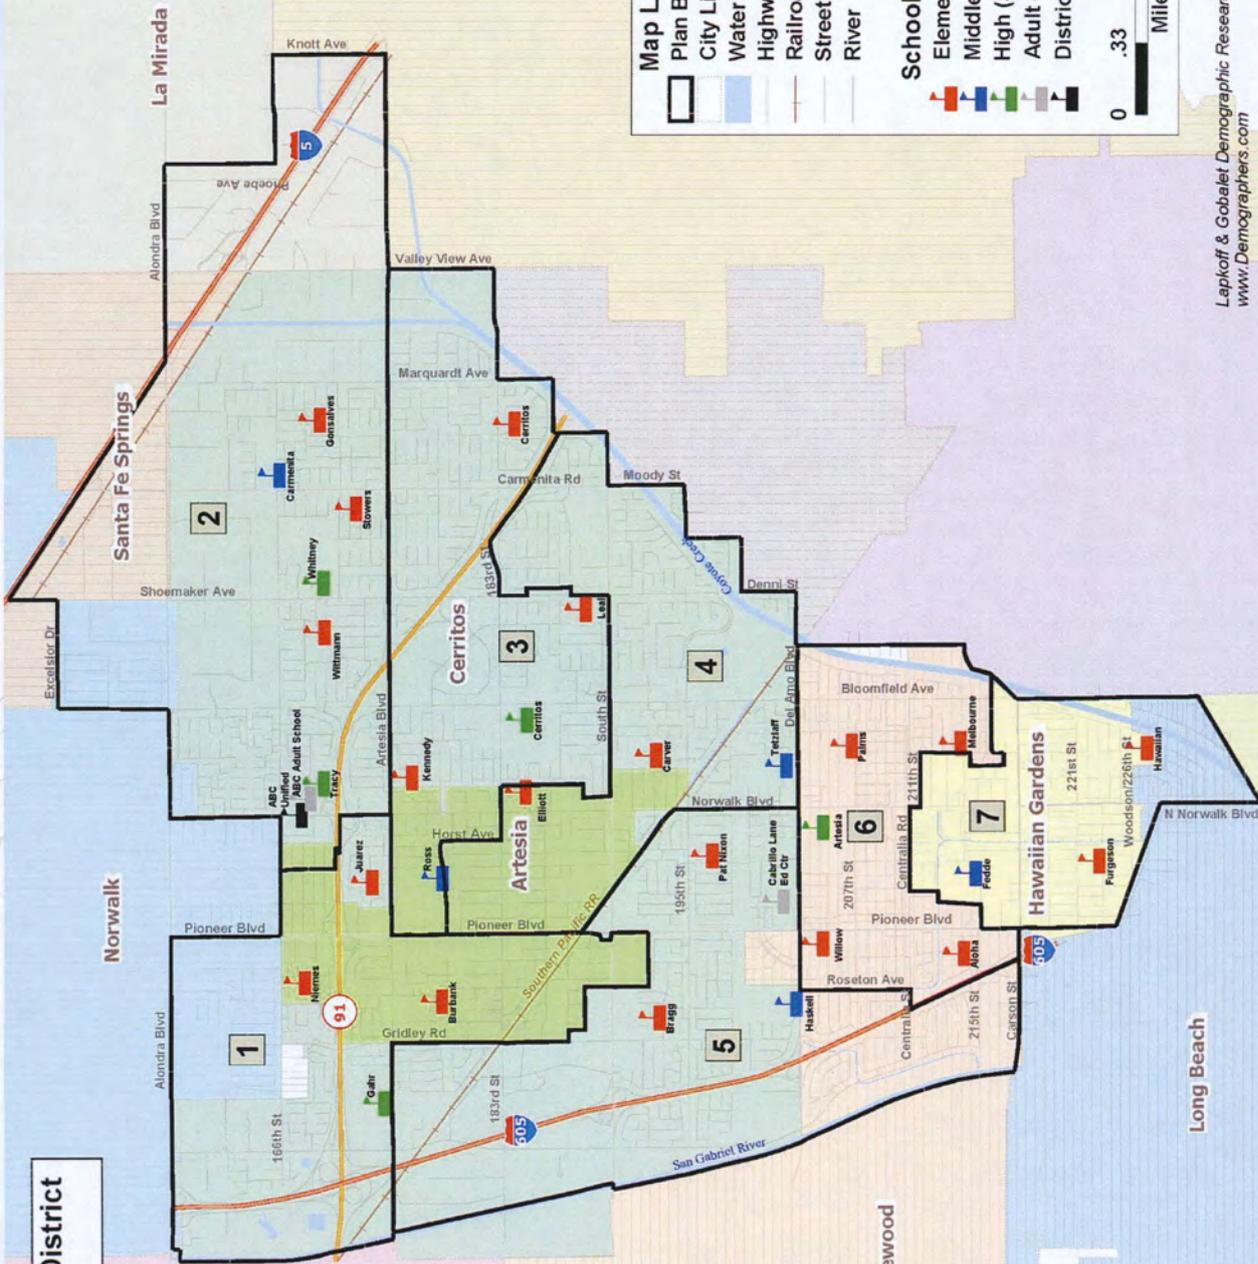 La Mirada
Knott Ave
5
Phoebe Ave
Alondra Blvd
Valley View Ave
Marquardt Ave
Santa Fe Springs
2
Gonsalves
Carmenita
Stowers
Whitney
Wittmann
Shoemaker Ave
Excelsior Dr
Cerritos
Carmenita Rd
Moody St
Coyote Creek
Denni St
183rd St
Cerritos
3
Leal
4
Cerritos
South St
Artesia Blvd
ABC
Unified
ABC Adult School
Tracy
Kennedy
Elliott
Carver
Tetzlaff
Del Amo Blvd
Norwalk Blvd
Horst Ave
Artesia
Ross
Juarez
Norwalk
Pioneer Blvd
Pioneer Blvd
Southern Pacific RR
195th St
Pat Nixon
Cabrillo Lane
Ed Ctr
Niemes
91
Burbank
Gridley Rd
Bragg
Haskell
Alondra Blvd
1
5
Gahr
166th St
183rd St
605
San Gabriel River
Bloomfield Ave
Palms
Melbourne
211th St
6
Artesia
207th St
Centralia Rd
7
Fedde
Hawaiian Gardens
221st St
Woodson/226th St
Hawaiian
N Norwalk Blvd
Furgeson
Pioneer Blvd
Willow
Aloha
Roseton Ave
605
Centralia S
215th St
Carson St
Long Beach
ewood
District
Map L
Plan B
City Li
Water
Highw
Railro
Street
River
School
Eleme
Middle
High (
Adult
Distric
0 .33
Mile
Lapkoff & Gobalet Demographic Resear
www.Demographers.com